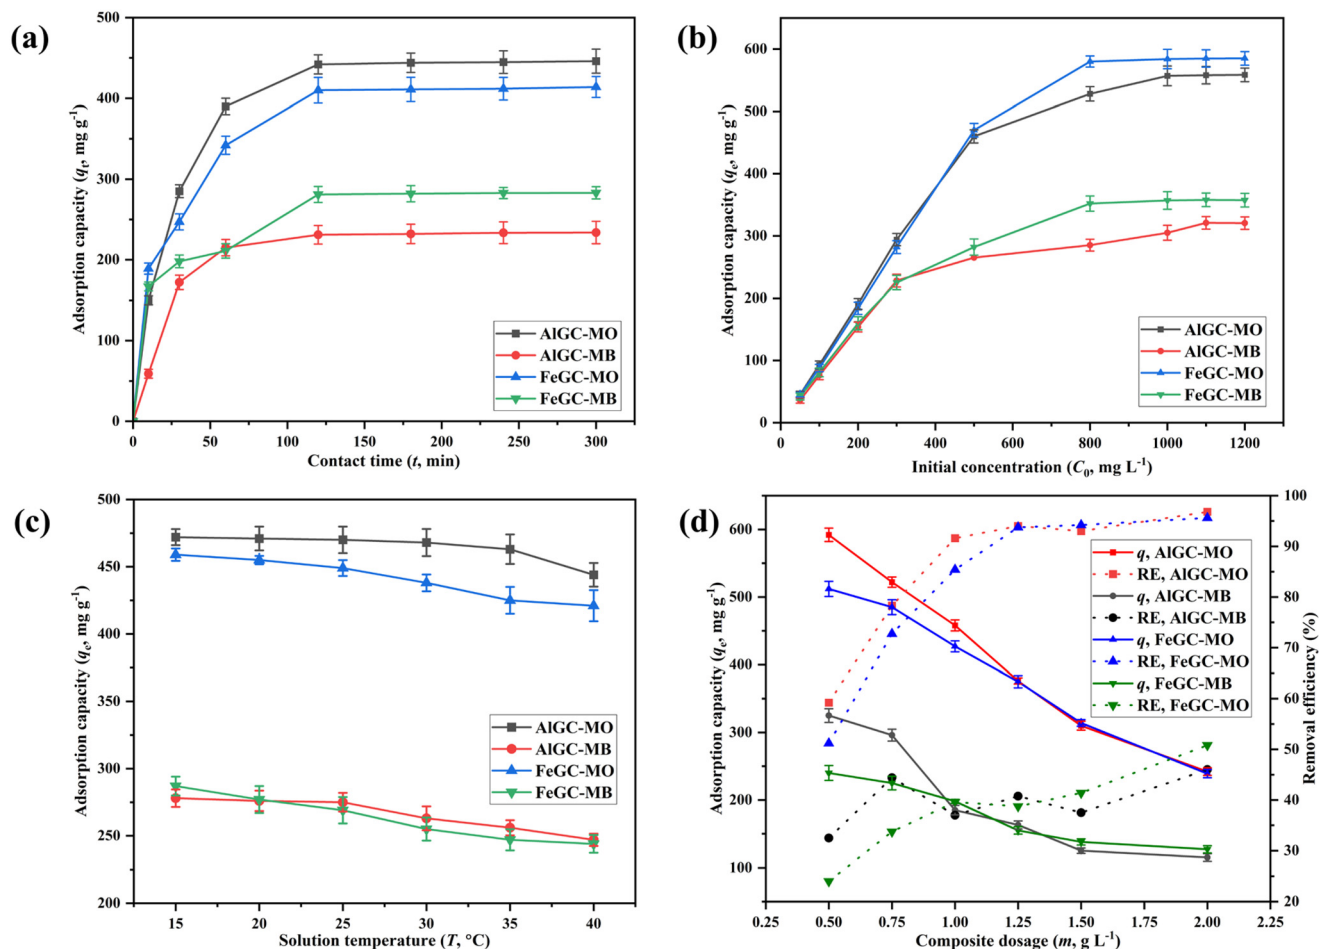 (a)
Adsorption capacity (qt, mg g-1)
500
400
300
200
100
0
0 50 100 150 200 250 300
Contact time (t, min)
AlGC-MO
AlGC-MB
FeGC-MO
FeGC-MB
(b)
Adsorption capacity (qe, mg g-1)
600
500
400
300
200
100
0
0 200 400 600 800 1000 1200
Initial concentration (C0, mg L-1)
AlGC-MO
AlGC-MB
FeGC-MO
FeGC-MB
(c)
Adsorption capacity (qe, mg g-1)
500
450
400
350
300
250
200
15 20 25 30 35 40
Solution temperature (T, °C)
AlGC-MO
AlGC-MB
FeGC-MO
FeGC-MB
(d)
Adsorption capacity (qe, mg g-1)
600
500
400
300
200
100
0.25 0.50 0.75 1.00 1.25 1.50 1.75 2.00 2.25
Composite dosage (m, g L-1)
q, AlGC-MO
RE, AlGC-MO
q, AlGC-MB
RE, AlGC-MB
q, FeGC-MO
RE, FeGC-MO
q, FeGC-MB
RE, FeGC-MO
100
90
80
70
60
50
40
30
20
Removal efficiency (%)